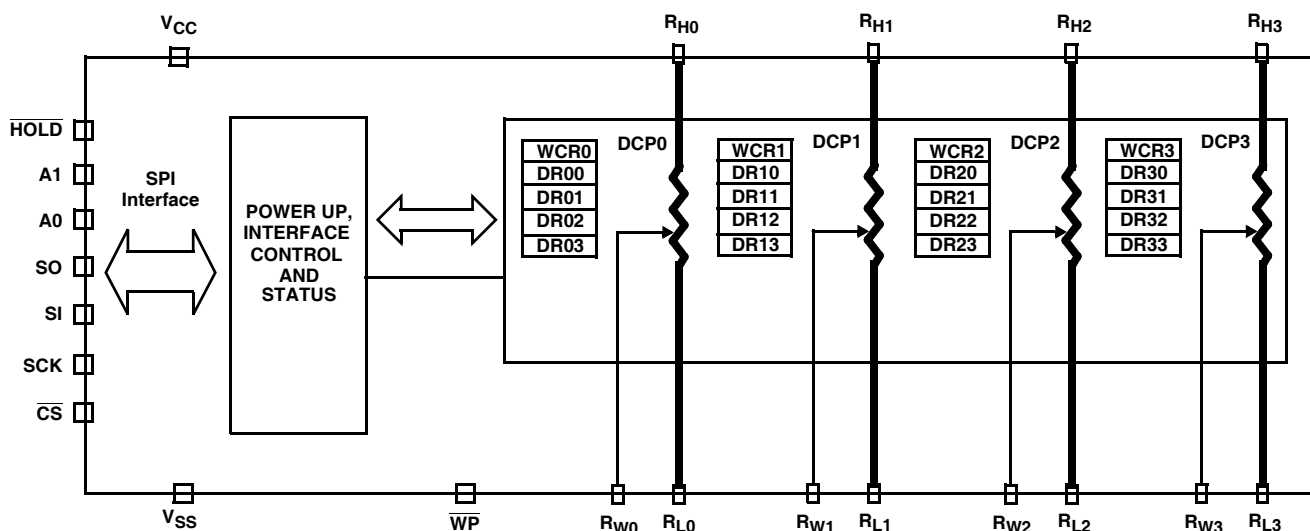 VCC
RH0
RH1
RH2
RH3
HOLD
A1
A0
SO
SI
SCK
CS
SPI
Interface
POWER UP,
INTERFACE
CONTROL
AND
STATUS
WCR0
DR00
DR01
DR02
DR03
DCP0
WCR1
DR10
DR11
DR12
DR13
DCP1
WCR2
DR20
DR21
DR22
DR23
DCP2
WCR3
DR30
DR31
DR32
DR33
DCP3
VSS
WP
RW0
RL0
RW1
RL1
RW2
RL2
RW3
RL3